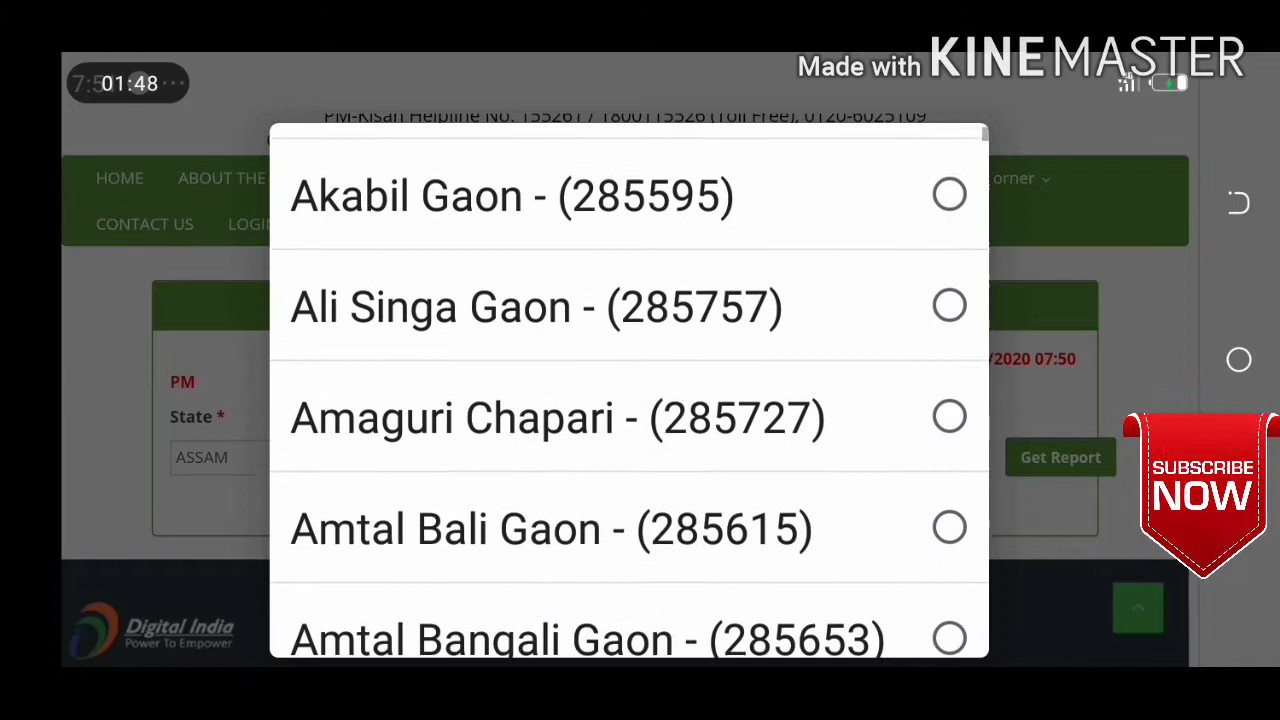 Made with KINEMASTER
01:48
PM-Kisan Helpline No. 155261 / 1800115526 (Toll Free), 0120-6025109
HOME ABOUT THE orner
CONTACT US LOGI
Akabil Gaon - (285595)
Ali Singa Gaon - (285757)
Amaguri Chapari - (285727)
Amtal Bali Gaon - (285615)
Amtal Bangali Gaon - (285653)
/2020 07:50
PM
State *
ASSAM
Get Report
SUBSCRIBE
NOW
Digital India
Power To Empower